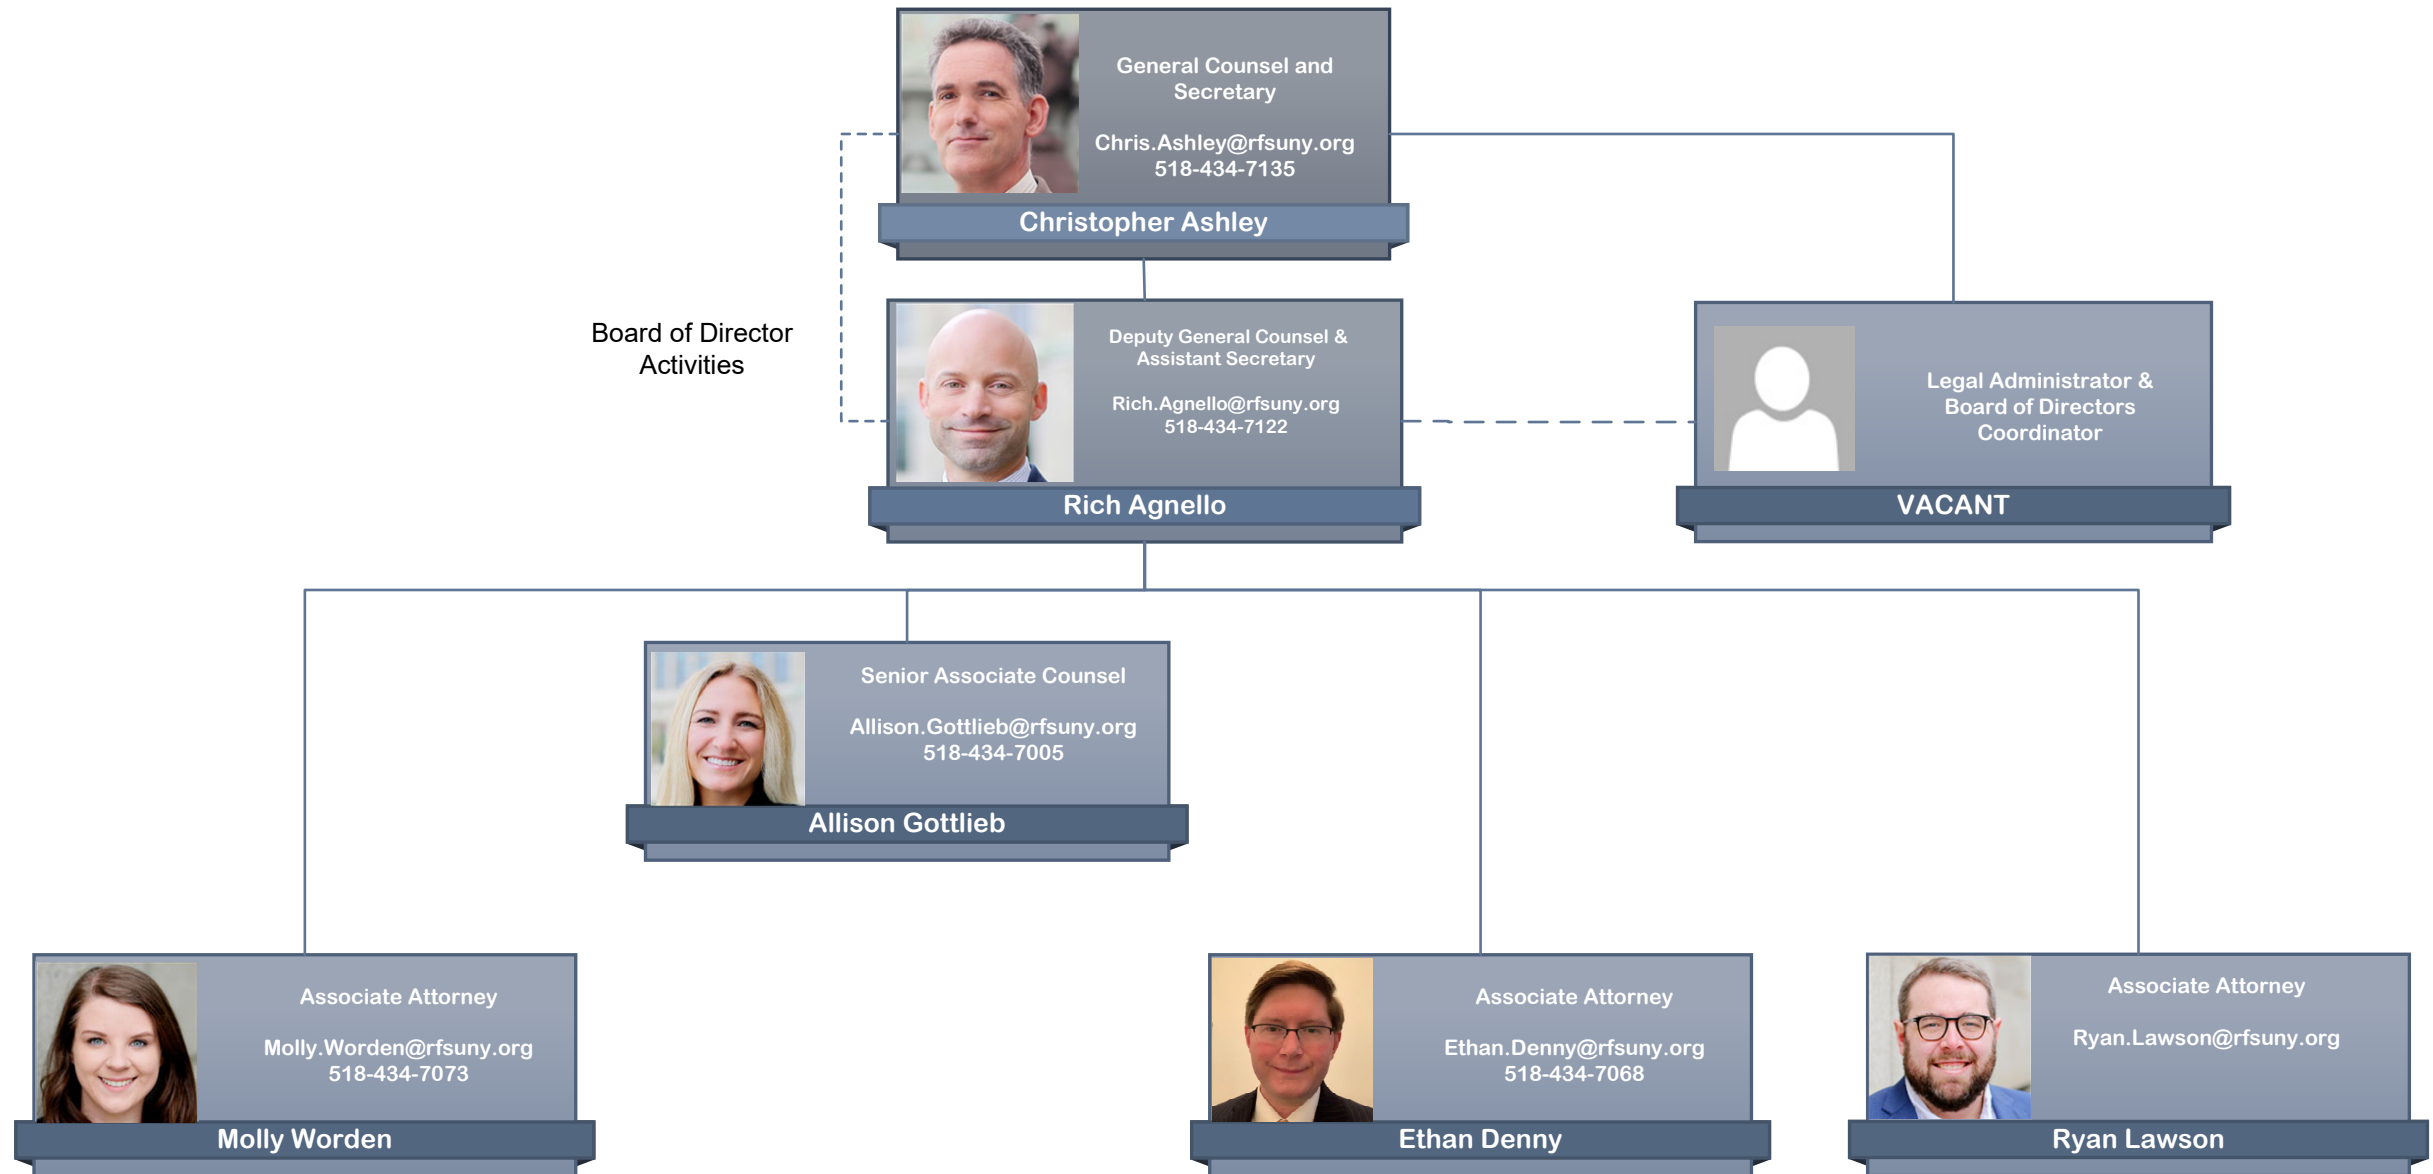 General Counsel and
Secretary
Chris.Ashley@rfsuny.org
518-434-7135
Christopher Ashley
Board of Director
Activities
Deputy General Counsel &
Assistant Secretary
Rich.Agnello@rfsuny.org
518-434-7122
Rich Agnello
Legal Administrator &
Board of Directors
Coordinator
VACANT
Senior Associate Counsel
Allison.Gottlieb@rfsuny.org
518-434-7005
Allison Gottlieb
Associate Attorney
Molly.Worden@rfsuny.org
518-434-7073
Molly Worden
Associate Attorney
Ethan.Denny@rfsuny.org
518-434-7068
Ethan Denny
Associate Attorney
Ryan.Lawson@rfsuny.org
Ryan Lawson